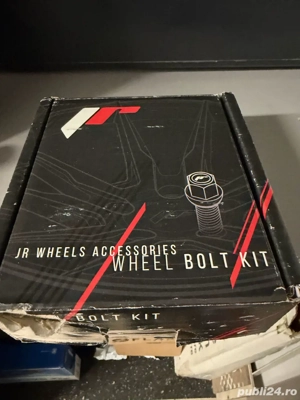 JR WHEELS ACCESSORIES
WHEEL BOLT KIT
BOLT KIT
publi24.ro